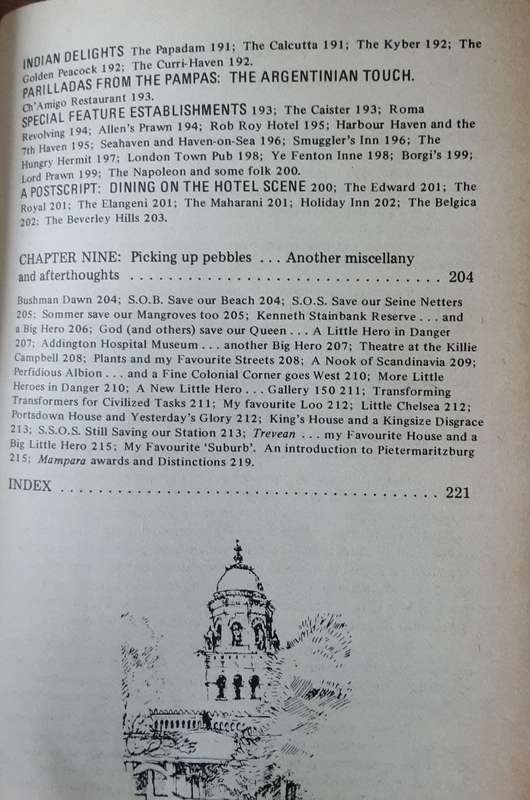 INDIAN DELIGHTS The Papadam 191; The Calcutta 191; The Kyber 192; The
Golden Peacock 192; The Curri-Haven 192.
PARILLADAS FROM THE PAMPAS: THE ARGENTINIAN TOUCH.
Ch'Amigo Restaurant 193.
SPECIAL FEATURE ESTABLISHMENTS 193; The Caister 193; Roma
Revolving 194; Allen's Prawn 194; Rob Roy Hotel 195; Harbour Haven and the
7th Haven 195; Seahaven and Haven-on-Sea 196; Smuggler's Inn 196; The
Hungry Hermit 197; London Town Pub 198; Ye Fenton Inne 198; Borgi's 199;
Lord Prawn 199; The Napoleon and some folk 200.
A POSTSCRIPT: DINING ON THE HOTEL SCENE 200; The Edward 201; The
Royal 201; The Elangeni 201; The Maharani 201; Holiday Inn 202; The Belgica
202; The Beverley Hills 203.
CHAPTER NINE: Picking up pebbles ... Another miscellany
and afterthoughts ................................. 204
Bushman Dawn 204; S.O.B. Save our Beach 204; S.O.S. Save our Seine Netters
205; Sommer save our Mangroves too 205; Kenneth Stainbank Reserve ... and
a Big Hero 206; God (and others) save our Queen ... A Little Hero in Danger
207; Addington Hospital Museum ... another Big Hero 207; Theatre at the Killie
Campbell 208; Plants and my Favourite Streets 208; A Nook of Scandinavia 209;
Perfidious Albion ... and a Fine Colonial Corner goes West 210; More Little
Heroes in Danger 210; A New Little Hero ... Gallery 150 211; Transforming
Transformers for Civilized Tasks 211; My favourite Loo 212; Little Chelsea 212;
Portsdown House and Yesterday's Glory 212; King's House and a Kingsize Disgrace
213; S.S.O.S. Still Saving our Station 213; Trevean ... my Favourite House and a
Big Little Hero 215; My Favourite 'Suburb'. An introduction to Pietermaritzburg
215; Mampara awards and Distinctions 219.
INDEX ........................................ 221